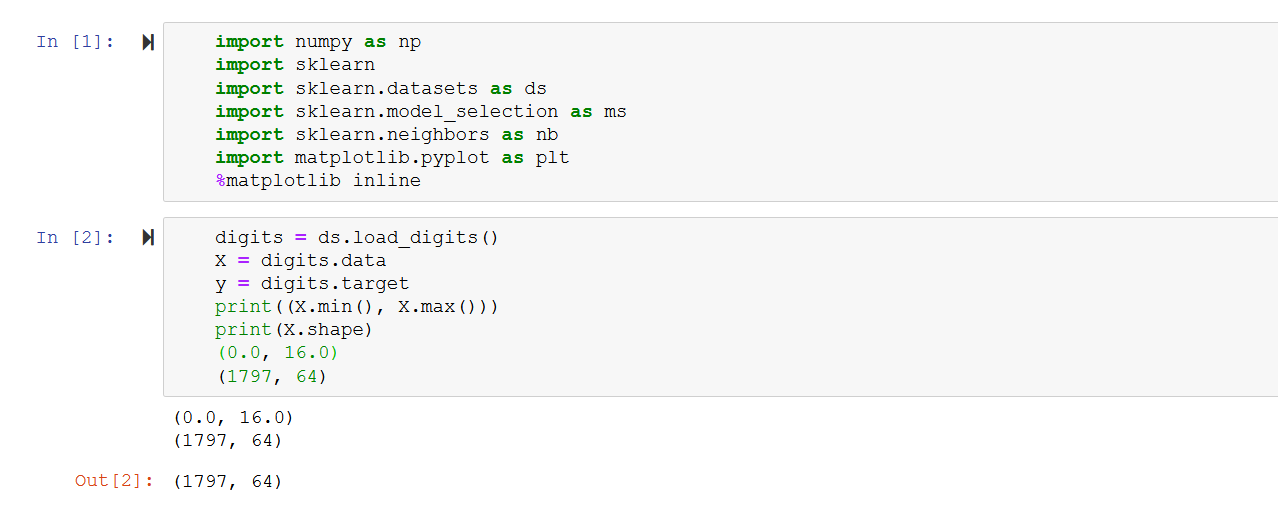 In [1]:
import numpy as np
import sklearn
import sklearn.datasets as ds
import sklearn.model_selection as ms
import sklearn.neighbors as nb
import matplotlib.pyplot as plt
%matplotlib inline
In [2]:
digits = ds.load_digits()
X = digits.data
y = digits.target
print((X.min(), X.max()))
print(X.shape)
(0.0, 16.0)
(1797, 64)
(0.0, 16.0)
(1797, 64)
Out[2]: (1797, 64)